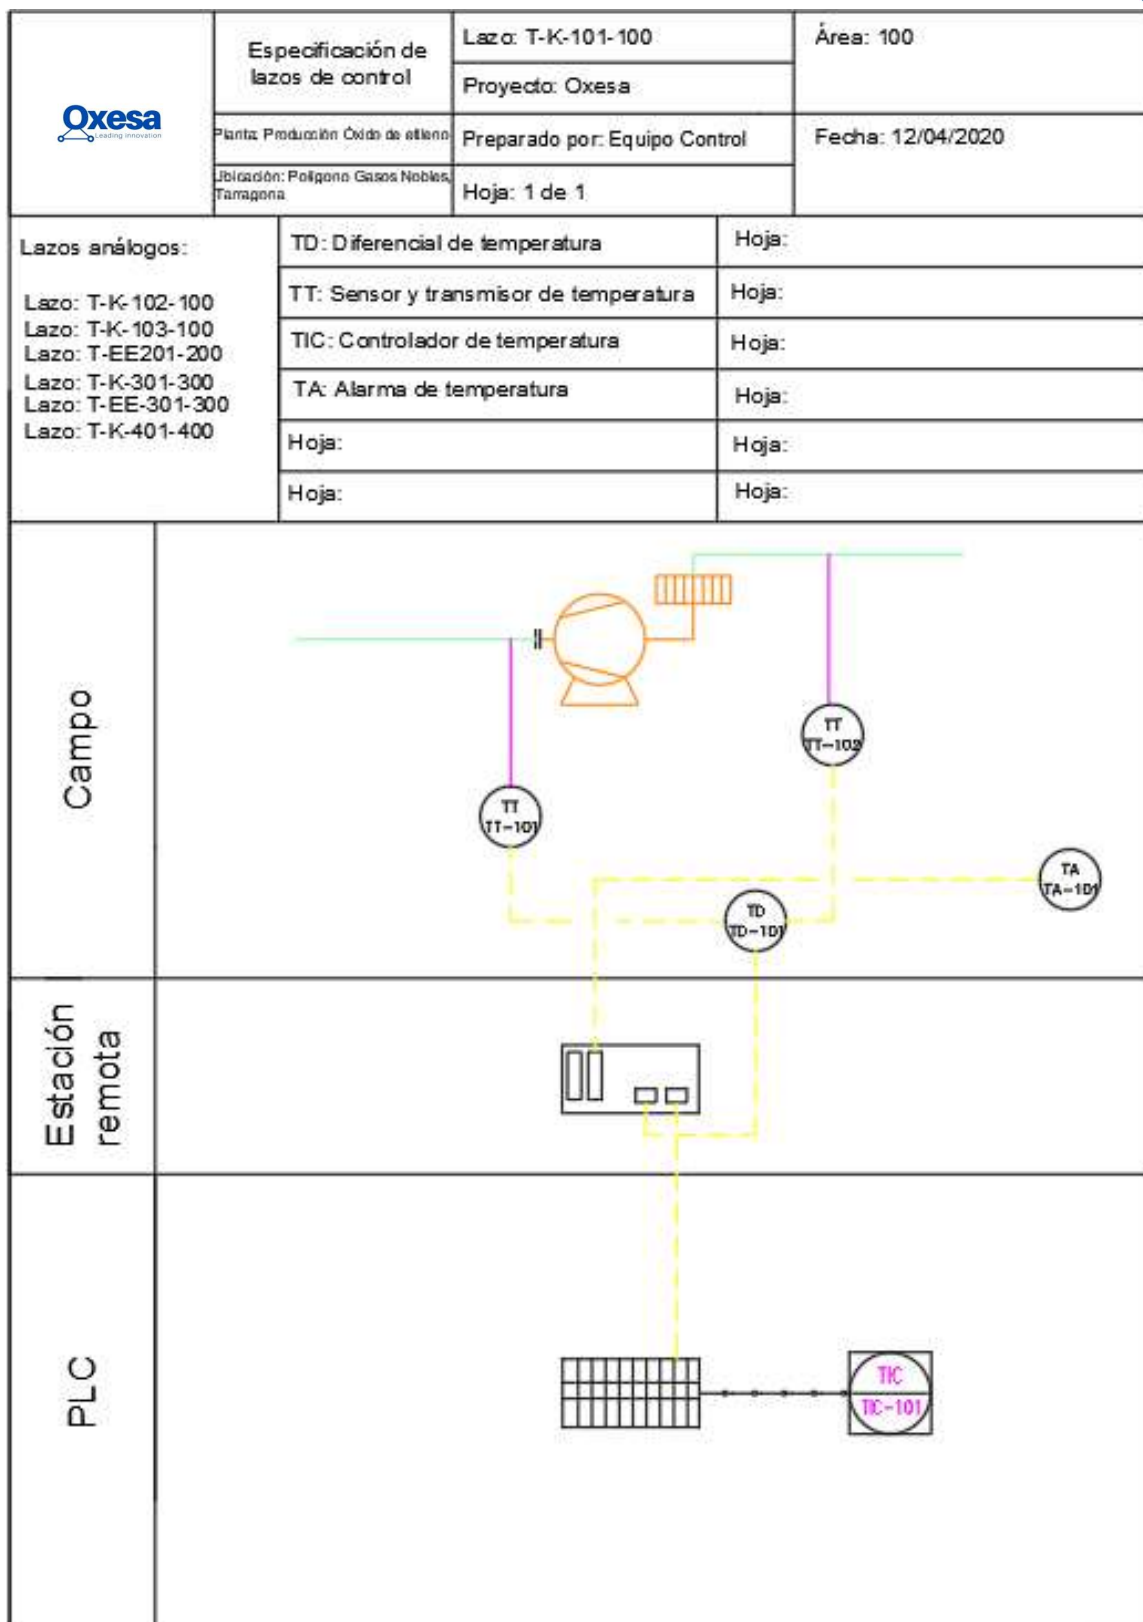 Oxesa
Leading innovation
Especificación de
lazos de control
Lazo: T-K-101-100
Área: 100
Proyecto: Oxesa
Planta: Producción Óxido de etileno
Preparado por: Equipo Control
Fecha: 12/04/2020
Ubicación: Polígono Gasos Nobles,
Tarragona
Hoja: 1 de 1
Lazos análogos:
Lazo: T-K-102-100
Lazo: T-K-103-100
Lazo: T-EE201-200
Lazo: T-K-301-300
Lazo: T-EE-301-300
Lazo: T-K-401-400
TD: Diferencial de temperatura
Hoja:
TT: Sensor y transmisor de temperatura
Hoja:
TIC: Controlador de temperatura
Hoja:
TA: Alarma de temperatura
Hoja:
Hoja:
Hoja:
Hoja:
Hoja:
Campo
TT
TT-102
TT
TT-101
TA
TA-101
TD
TD-101
Estación
remota
PLC
TIC
TIC-101